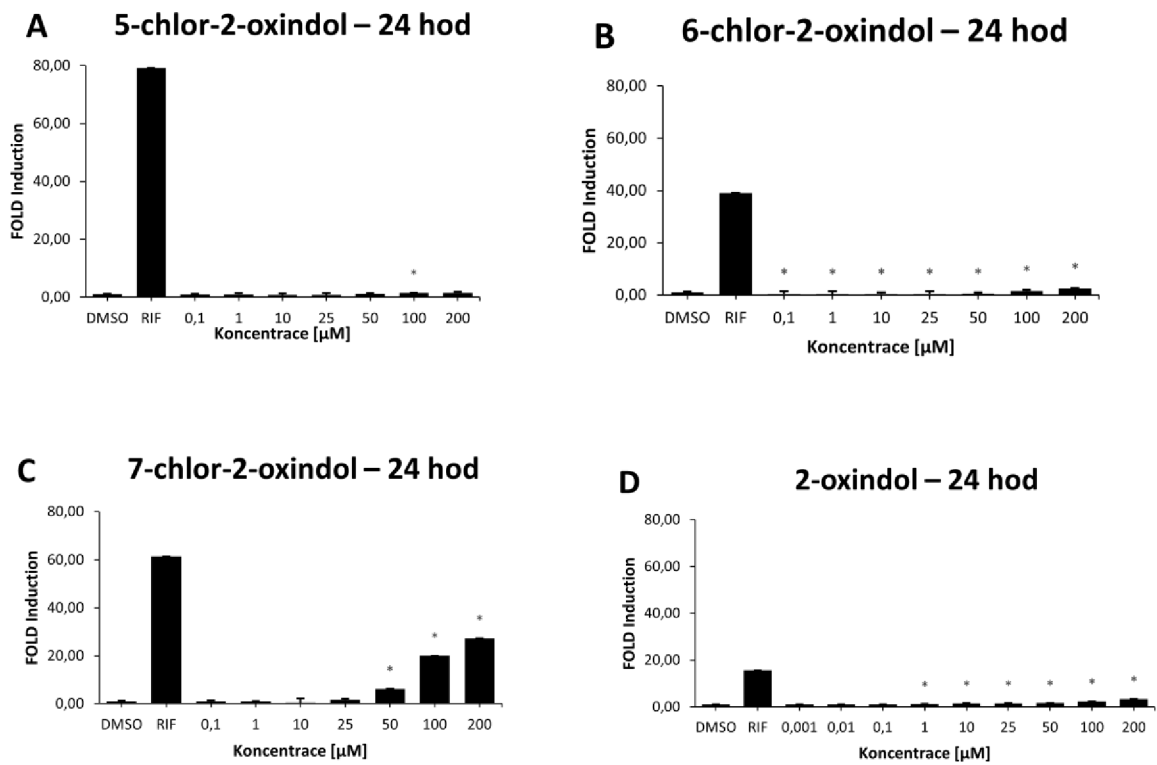 A
5-chlor-2-oxindol – 24 hod
FOLD Induction
80,00
60,00
40,00
20,00
0,00
*
DMSO RIF 0,1 1 10 25 50 100 200
Koncentrace [µM]
B
6-chlor-2-oxindol – 24 hod
FOLD Induction
80,00
60,00
40,00
20,00
0,00
* * * * * * *
DMSO RIF 0,1 1 10 25 50 100 200
Koncentrace [µM]
C
7-chlor-2-oxindol – 24 hod
FOLD Induction
80,00
60,00
40,00
20,00
0,00
* * *
DMSO RIF 0,1 1 10 25 50 100 200
Koncentrace [µM]
D
2-oxindol – 24 hod
FOLD Induction
80,00
60,00
40,00
20,00
0,00
* * * * * *
DMSO RIF 0,001 0,01 0,1 1 10 25 50 100 200
Koncentrace [µM]